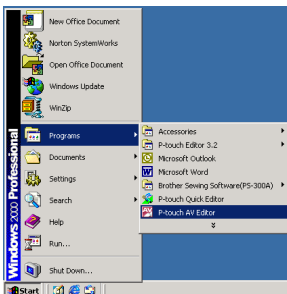 New Office Document
Norton SystemWorks
Open Office Document
Windows Update
WinZip
Programs
Documents
Settings
Search
Help
Run...
Shut Down...
Windows 2000 Professional
Accessories
P-touch Editor 3.2
Microsoft Outlook
Microsoft Word
Brother Sewing Software(PS-300A)
P-touch Quick Editor
P-touch AV Editor
Start